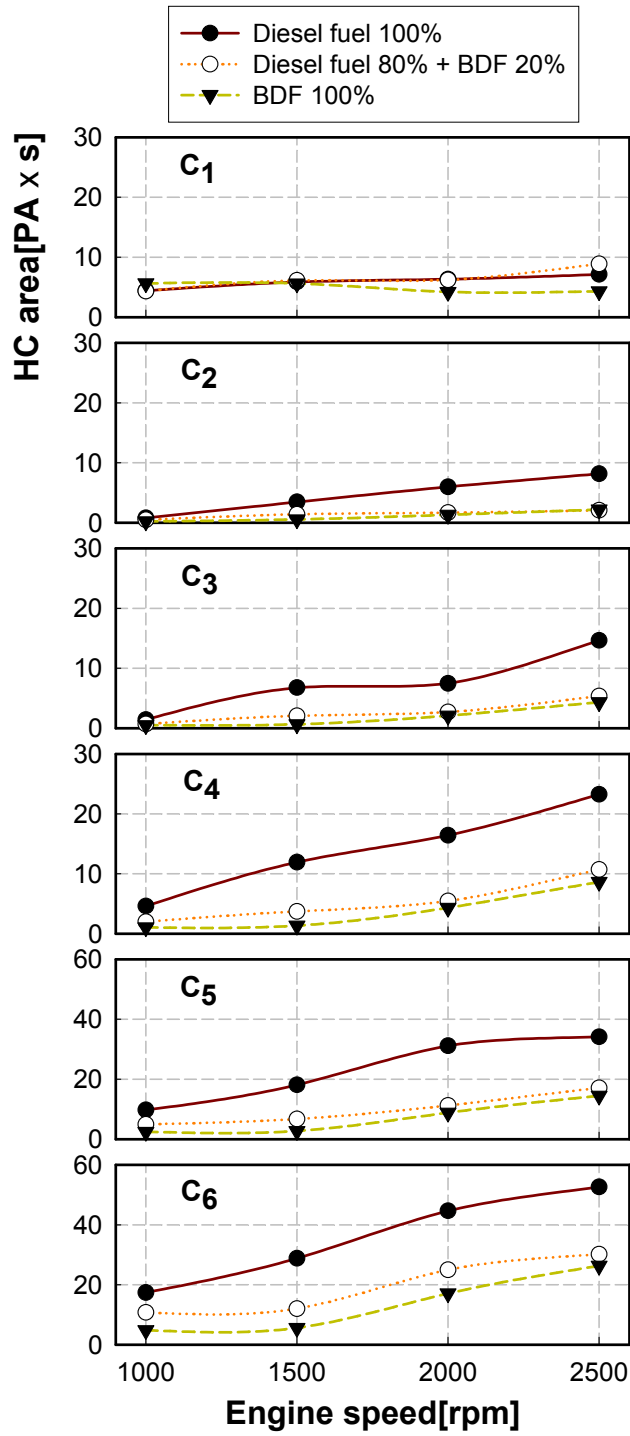 Diesel fuel 100%
Diesel fuel 80% + BDF 20%
BDF 100%
HC area[PA x s]
30
20
10
0
C1
30
20
10
0
C2
30
20
10
0
C3
30
20
10
0
C4
60
40
20
0
C5
60
40
20
0
C6
1000 1500 2000 2500
Engine speed[rpm]